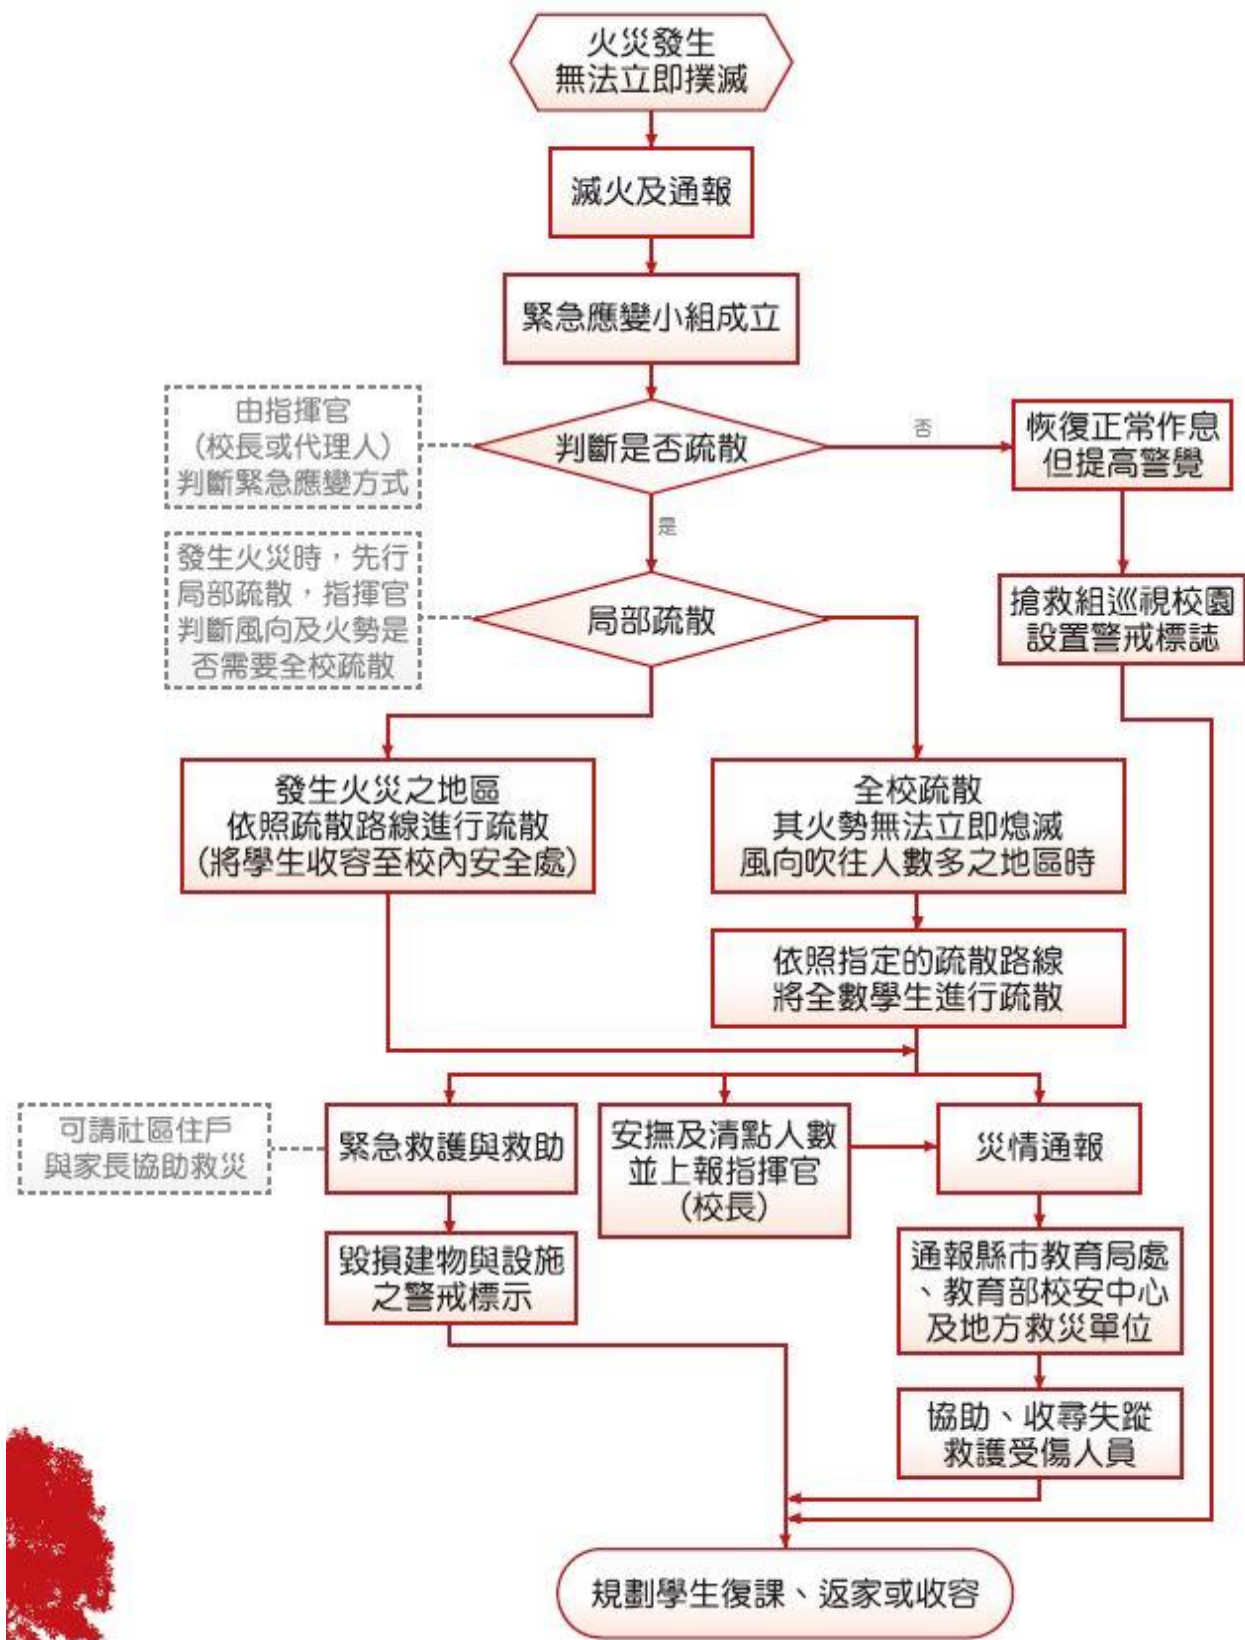 火災發生
無法立即撲滅
滅火及通報
緊急應變小組成立
由指揮官
(校長或代理人)
判斷緊急應變方式
判斷是否疏散
否
恢復正常作息
但提高警覺
是
發生火災時，先行
局部疏散，指揮官
判斷風向及火勢是
否需要全校疏散
局部疏散
搶救組巡視校園
設置警戒標誌
發生火災之地區
依照疏散路線進行疏散
(將學生收容至校內安全處)
全校疏散
其火勢無法立即熄滅
風向吹往人數多之地區時
依照指定的疏散路線
將全數學生進行疏散
可請社區住戶
與家長協助救災
緊急救護與救助
安撫及清點人數
並上報指揮官
(校長)
災情通報
毀損建物與設施
之警戒標示
通報縣市教育局處
、教育部校安中心
及地方救災單位
協助、收尋失蹤
救護受傷人員
規劃學生復課、返家或收容